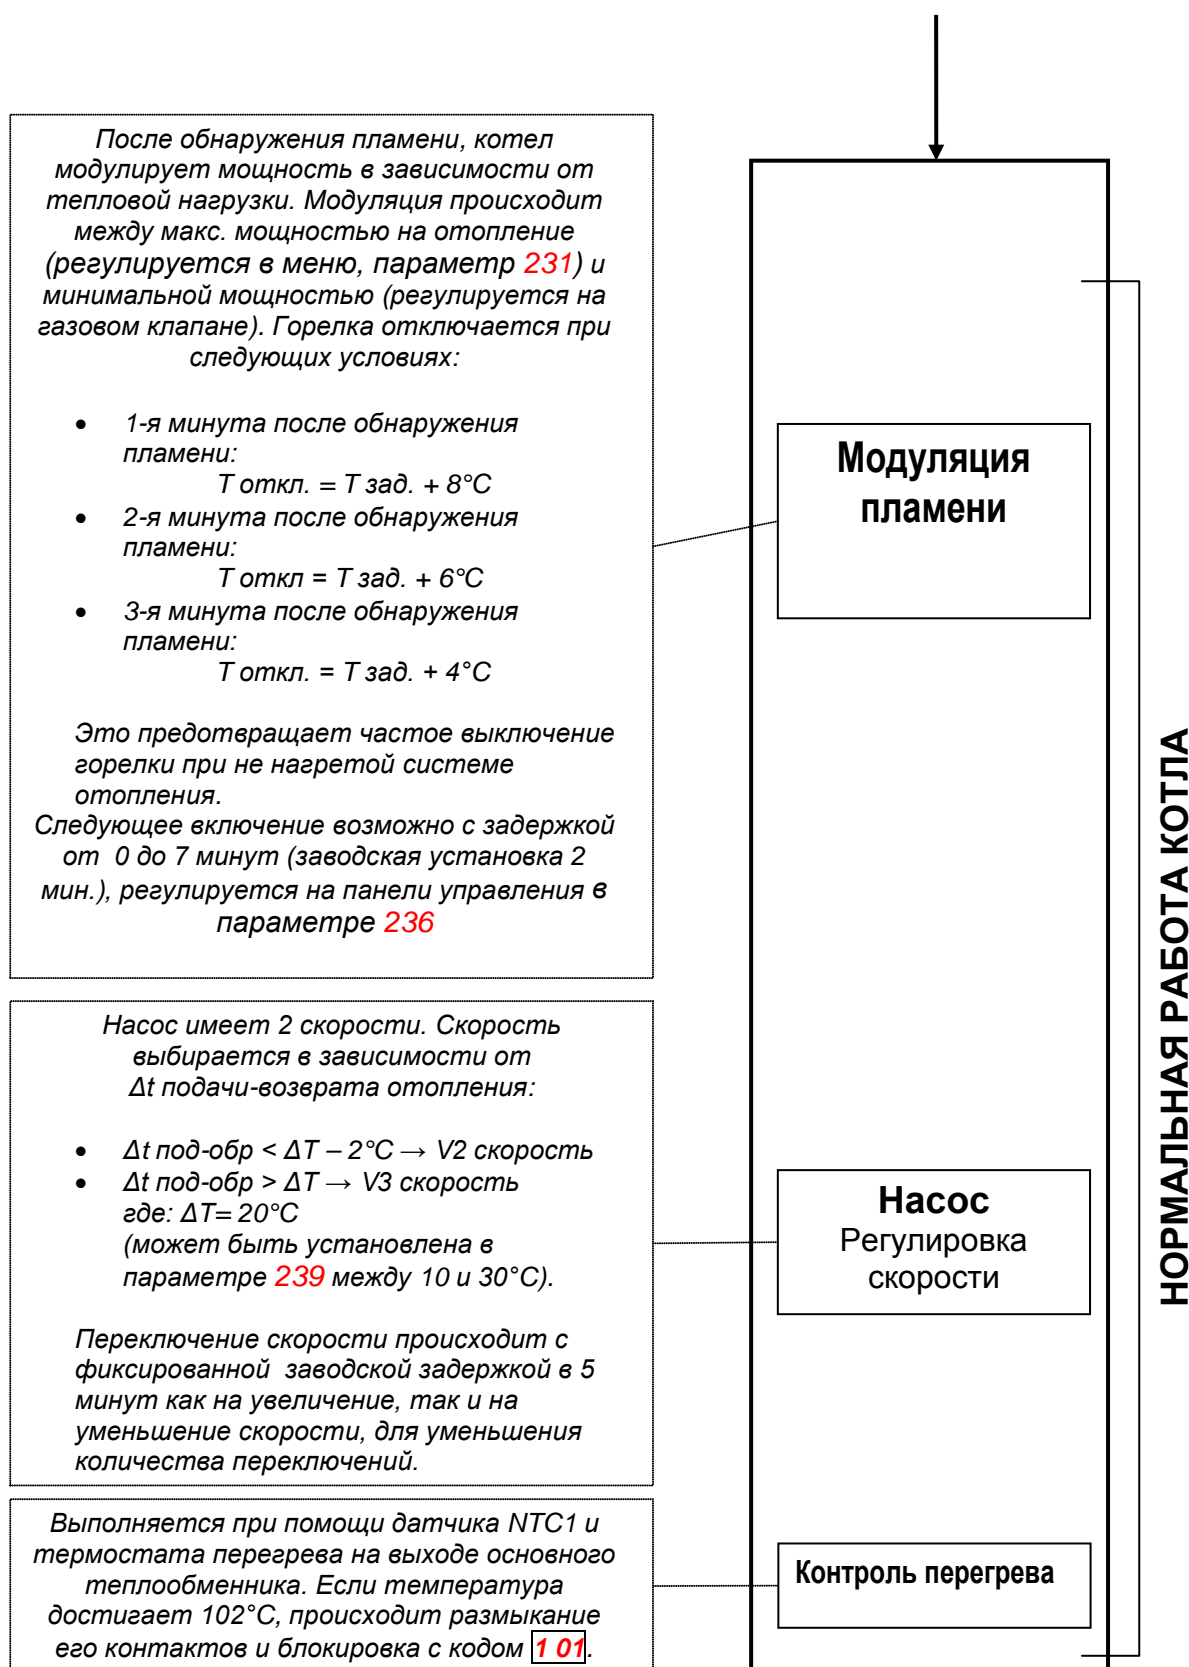 После обнаружения пламени, котел
модулирует мощность в зависимости от
тепловой нагрузки. Модуляция происходит
между макс. мощностью на отопление
(регулируется в меню, параметр 231) и
минимальной мощностью (регулируется на
газовом клапане). Горелка отключается при
следующих условиях:
• 1-я минута после обнаружения
пламени:
Т откл. = Т зад. + 8°С
• 2-я минута после обнаружения
пламени:
Т откл = Т зад. + 6°С
• 3-я минута после обнаружения
пламени:
Т откл. = Т зад. + 4°С
Это предотвращает частое выключение
горелки при не нагретой системе
отопления.
Следующее включение возможно с задержкой
от 0 до 7 минут (заводская установка 2
мин.), регулируется на панели управления в
параметре 236
Модуляция
пламени
Насос имеет 2 скорости. Скорость
выбирается в зависимости от
Δt подачи-возврата отопления:
• Δt под-обр < ΔT – 2°C → V2 скорость
• Δt под-обр > ΔT → V3 скорость
где: ΔT= 20°C
(может быть установлена в
параметре 239 между 10 и 30°С).
Переключение скорости происходит с
фиксированной заводской задержкой в 5
минут как на увеличение, так и на
уменьшение скорости, для уменьшения
количества переключений.
Насос
Регулировка
скорости
Выполняется при помощи датчика NTC1 и
термостата перегрева на выходе основного
теплообменника. Если температура
достигает 102°С, происходит размыкание
его контактов и блокировка с кодом 1 01.
Контроль перегрева
НОРМАЛЬНАЯ РАБОТА КОТЛА